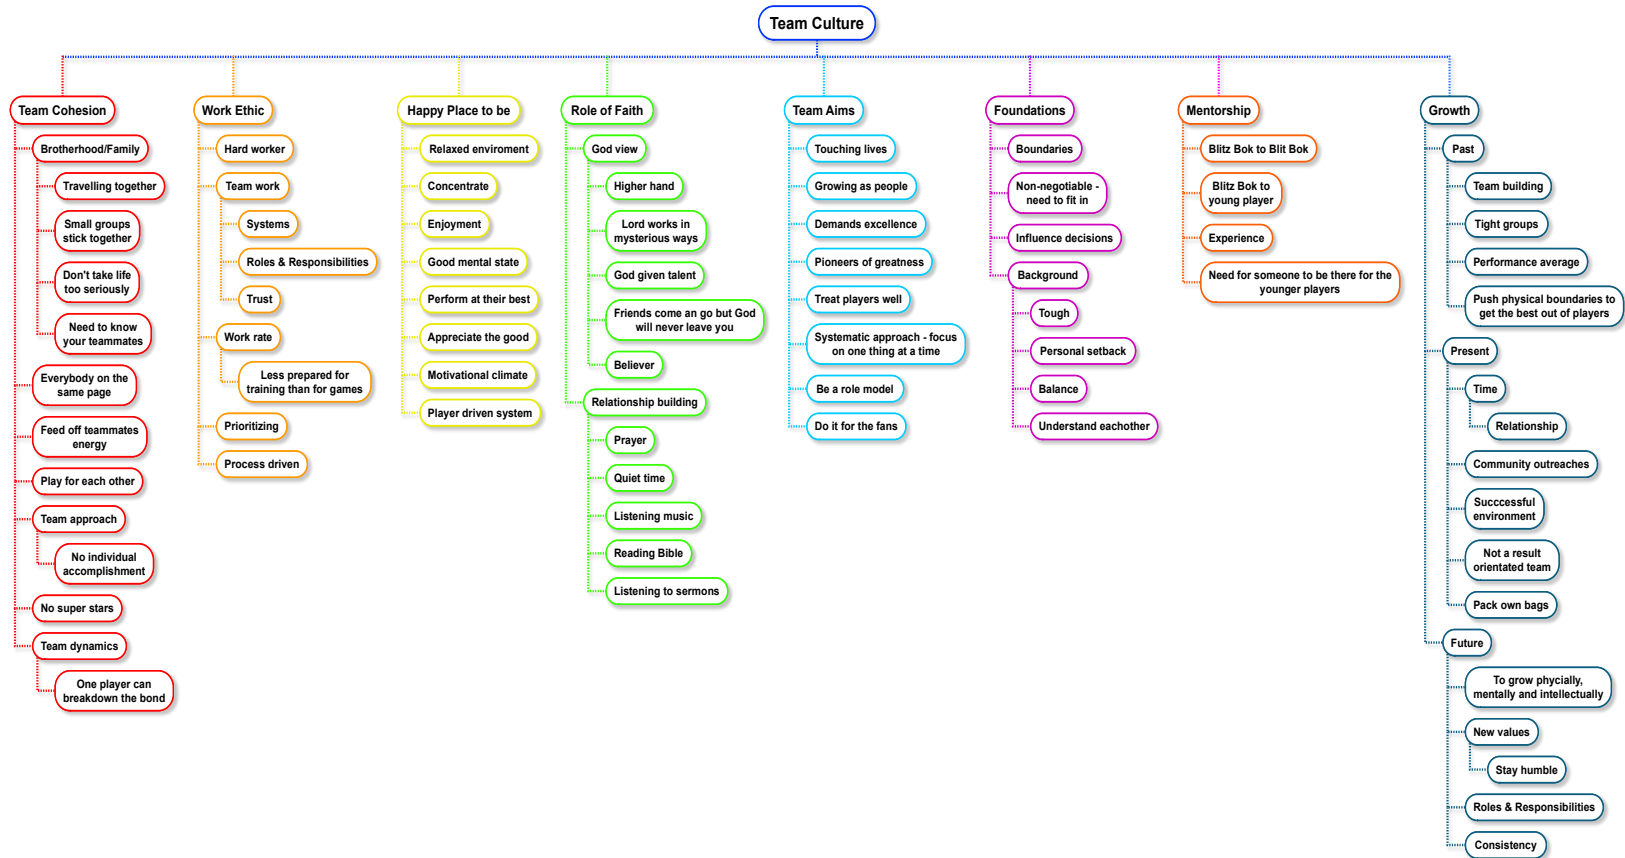 Team Culture
Team Cohesion
Brotherhood/Family
Travelling together
Small groups
stick together
Don't take life
too seriously
Need to know
your teammates
Everybody on the
same page
Feed off teammates
energy
Play for each other
Team approach
No individual
accomplishment
No super stars
Team dynamics
One player can
breakdown the bond
Work Ethic
Hard worker
Team work
Systems
Roles & Responsibilities
Trust
Work rate
Less prepared for
training than for games
Prioritizing
Process driven
Happy Place to be
Relaxed enviroment
Concentrate
Enjoyment
Good mental state
Perform at their best
Appreciate the good
Motivational climate
Player driven system
Role of Faith
God view
Higher hand
Lord works in
mysterious ways
God given talent
Friends come an go but God
will never leave you
Believer
Relationship building
Prayer
Quiet time
Listening music
Reading Bible
Listening to sermons
Team Aims
Touching lives
Growing as people
Demands excellence
Pioneers of greatness
Treat players well
Systematic approach - focus
on one thing at a time
Be a role model
Do it for the fans
Foundations
Boundaries
Non-negotiable -
need to fit in
Influence decisions
Background
Tough
Personal setback
Balance
Understand eachother
Mentorship
Blitz Bok to Blit Bok
Blitz Bok to
young player
Experience
Need for someone to be there for the
younger players
Growth
Past
Team building
Tight groups
Performance average
Push physical boundaries to
get the best out of players
Present
Time
Relationship
Community outreaches
Succcessful
environment
Not a result
orientated team
Pack own bags
Future
To grow phycially,
mentally and intellectually
New values
Stay humble
Roles & Responsibilities
Consistency